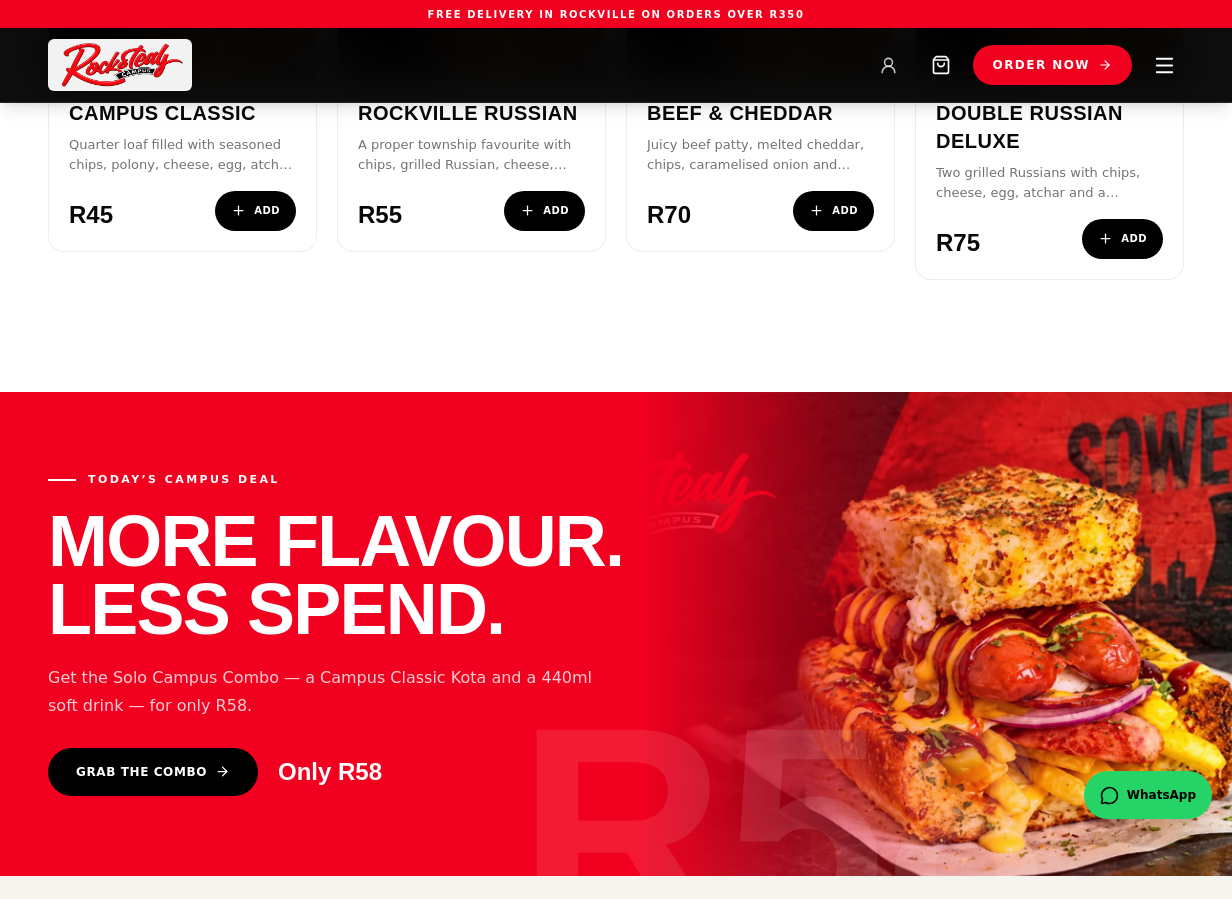 FREE DELIVERY IN ROCKVILLE ON ORDERS OVER R350
Rocksteady
CAMPUS
ORDER NOW
CAMPUS CLASSIC
Quarter loaf filled with seasoned
chips, polony, cheese, egg, atch...
R45
ADD
ROCKVILLE RUSSIAN
A proper township favourite with
chips, grilled Russian, cheese,...
R55
ADD
BEEF & CHEDDAR
Juicy beef patty, melted cheddar,
chips, caramelised onion and...
R70
ADD
DOUBLE RUSSIAN
DELUXE
Two grilled Russians with chips,
cheese, egg, atchar and a...
R75
ADD
TODAY'S CAMPUS DEAL
MORE FLAVOUR.
LESS SPEND.
Get the Solo Campus Combo — a Campus Classic Kota and a 440ml
soft drink — for only R58.
GRAB THE COMBO
Only R58
SOWE
R5
WhatsApp